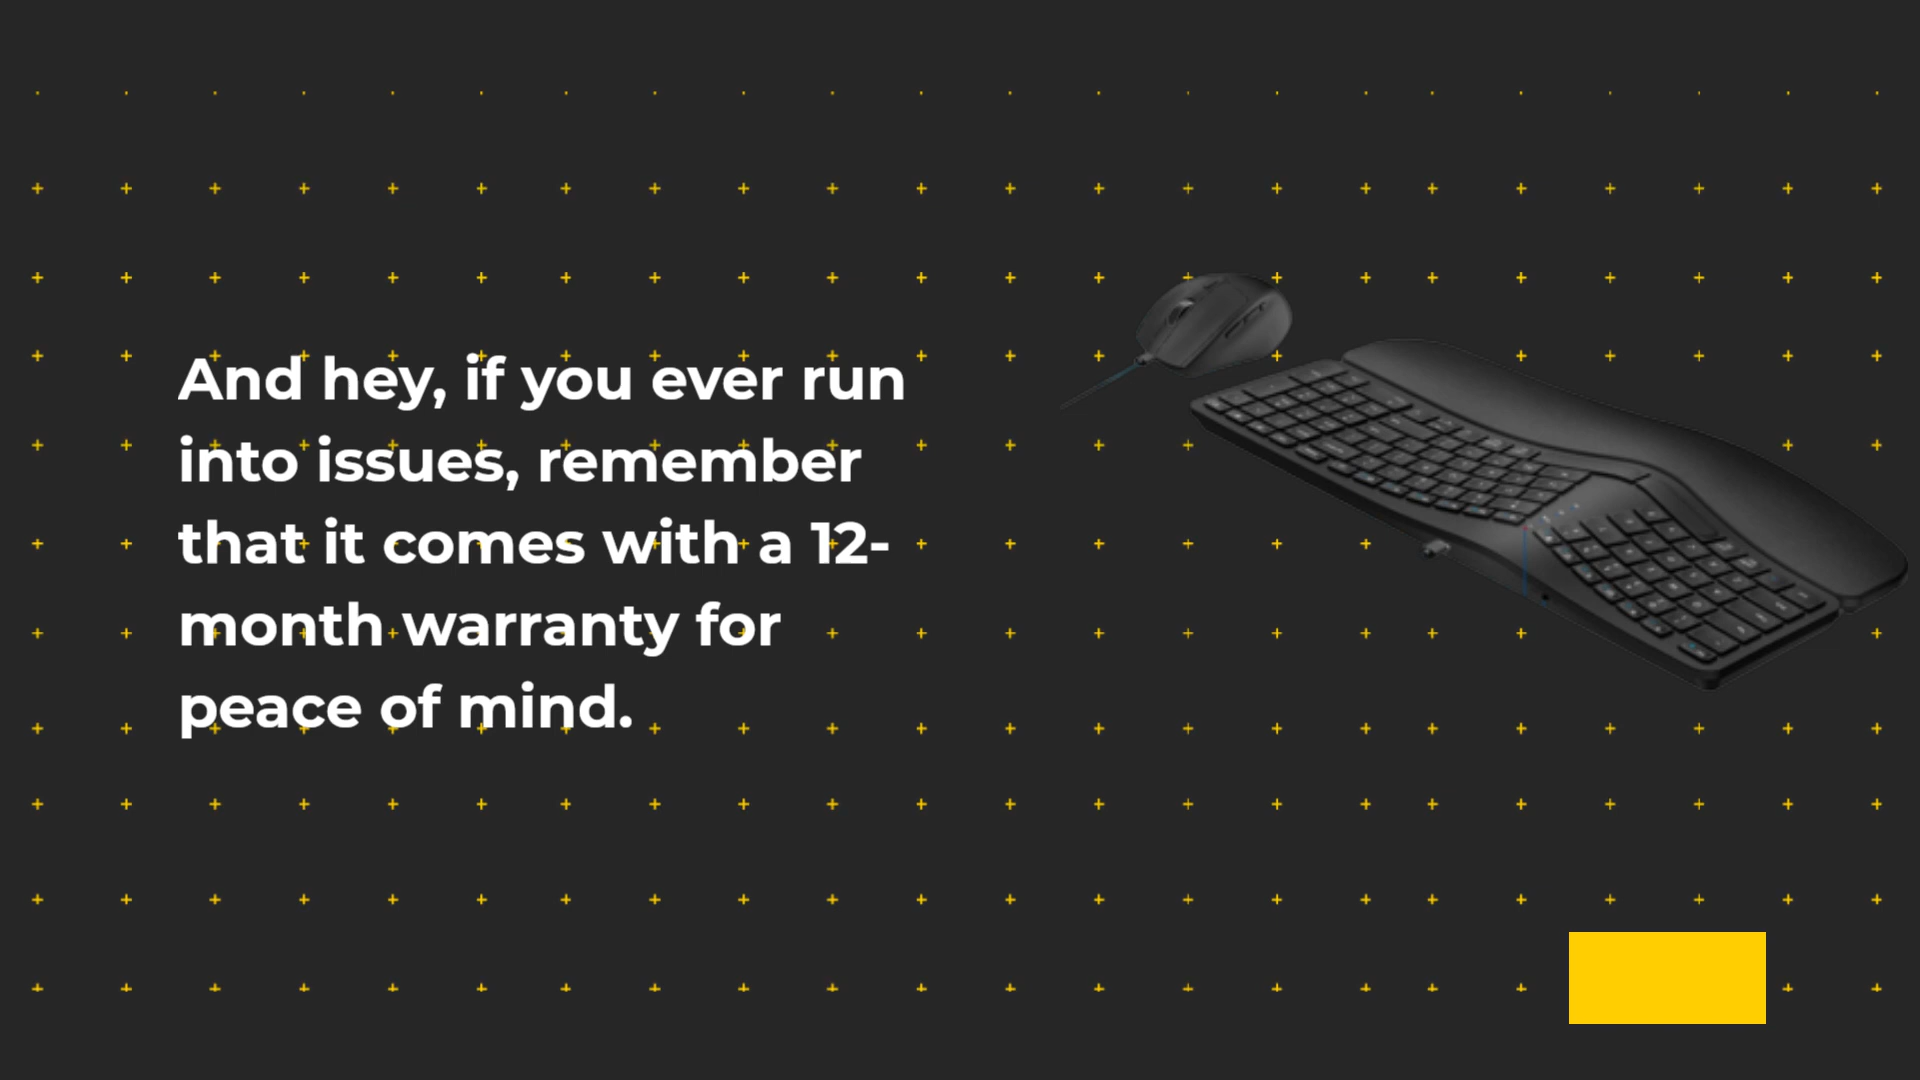 And hey, if you ever run
into issues, remember
that it comes with a 12-
month warranty for
peace of mind.